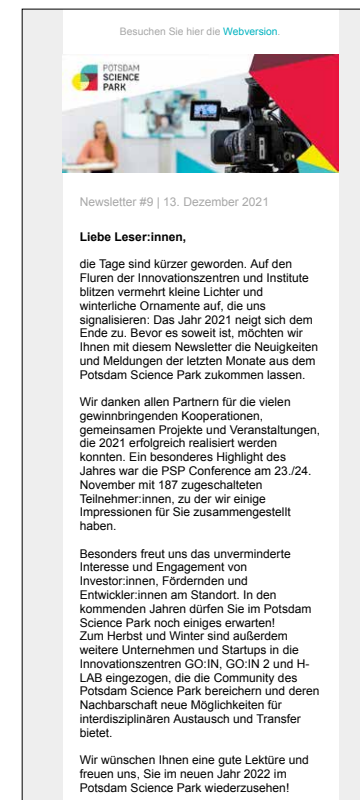 Besuchen Sie hier die Webversion.
POTSDAM
SCIENCE
PARK
Newsletter #9 | 13. Dezember 2021
Liebe Leser:innen,
die Tage sind kürzer geworden. Auf den
Fluren der Innovationszentren und Institute
blitzen vermehrt kleine Lichter und
winterliche Ornamente auf, die uns
signalisieren: Das Jahr 2021 neigt sich dem
Ende zu. Bevor es soweit ist, möchten wir
Ihnen mit diesem Newsletter die Neuigkeiten
und Meldungen der letzten Monate aus dem
Potsdam Science Park zukommen lassen.
Wir danken allen Partnern für die vielen
gewinnbringenden Kooperationen,
gemeinsamen Projekte und Veranstaltungen,
die 2021 erfolgreich realisiert werden
konnten. Ein besonderes Highlight des
Jahres war die PSP Conference am 23./24.
November mit 187 zugeschalteten
Teilnehmer:innen, zu der wir einige
Impressionen für Sie zusammengestellt
haben.
Besonders freut uns das unverminderte
Interesse und Engagement von
Investor:innen, Fördernden und
Entwickler:innen am Standort. In den
kommenden Jahren dürfen Sie im Potsdam
Science Park noch einiges erwarten!
Zum Herbst und Winter sind außerdem
weitere Unternehmen und Startups in die
Innovationszentren GO:IN, GO:IN 2 und H-
LAB eingezogen, die die Community des
Potsdam Science Park bereichern und deren
Nachbarschaft neue Möglichkeiten für
interdisziplinären Austausch und Transfer
bietet.
Wir wünschen Ihnen eine gute Lektüre und
freuen uns, Sie im neuen Jahr 2022 im
Potsdam Science Park wiederzusehen!